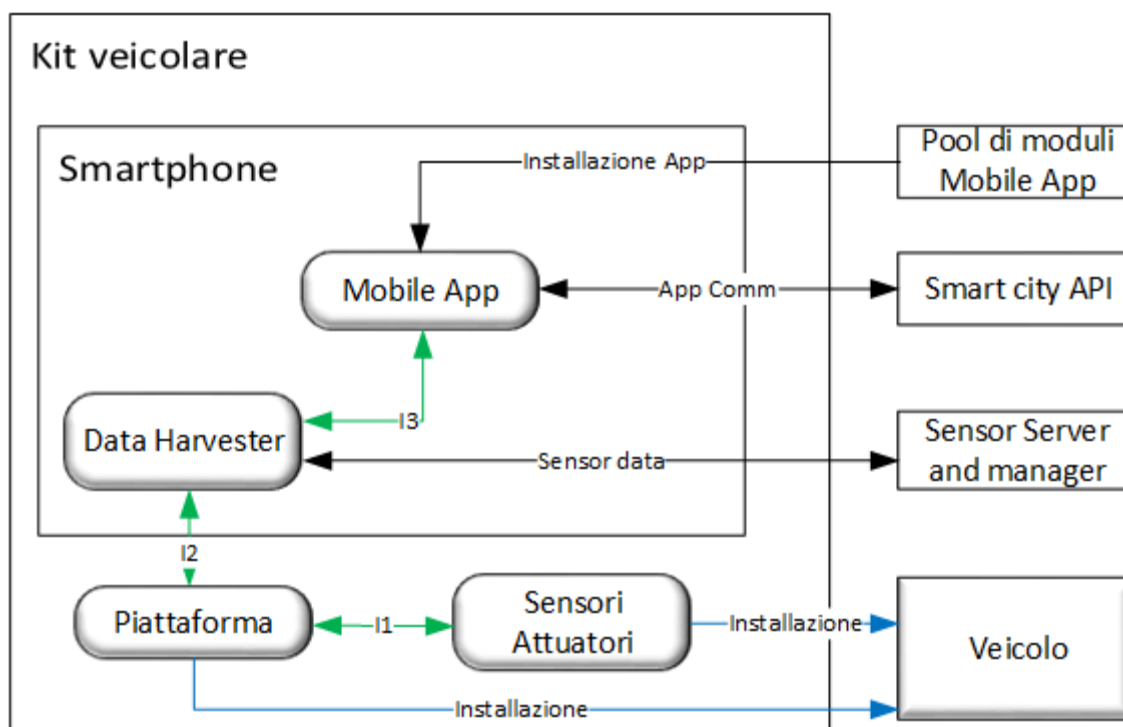 Kit veicolare
Smartphone
Installazione App
Pool di moduli
Mobile App
Mobile App
App Comm
Smart city API
I3
Data Harvester
Sensor data
Sensor Server
and manager
I2
Piattaforma
I1
Sensori
Attuatori
Installazione
Veicolo
Installazione